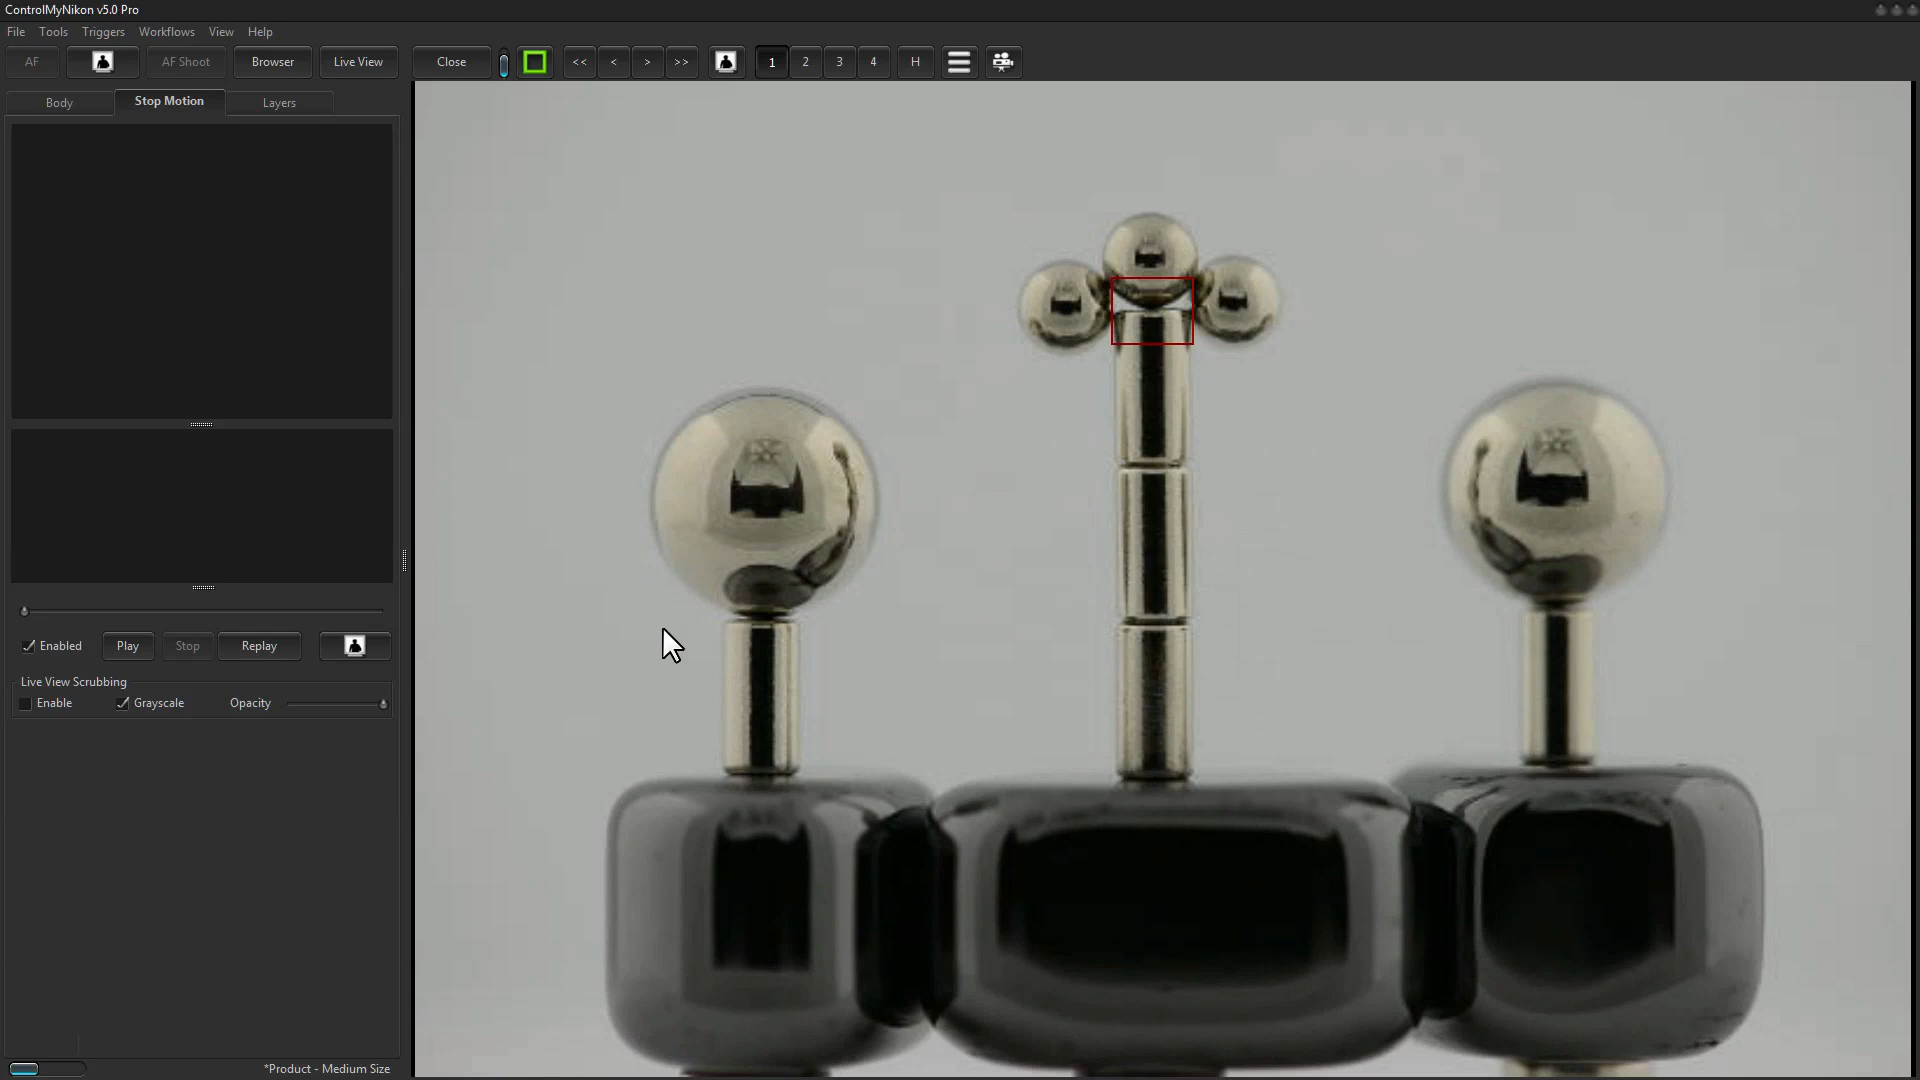 ControlMyNikon v5.0 Pro
File Tools Triggers Workflows View Help
AF AF Shoot Browser Live View Close << < > >> 1 2 3 4 H
Body Stop Motion Layers
Enabled Play Stop Replay
Live View Scrubbing
Enable Grayscale Opacity
*Product - Medium Size